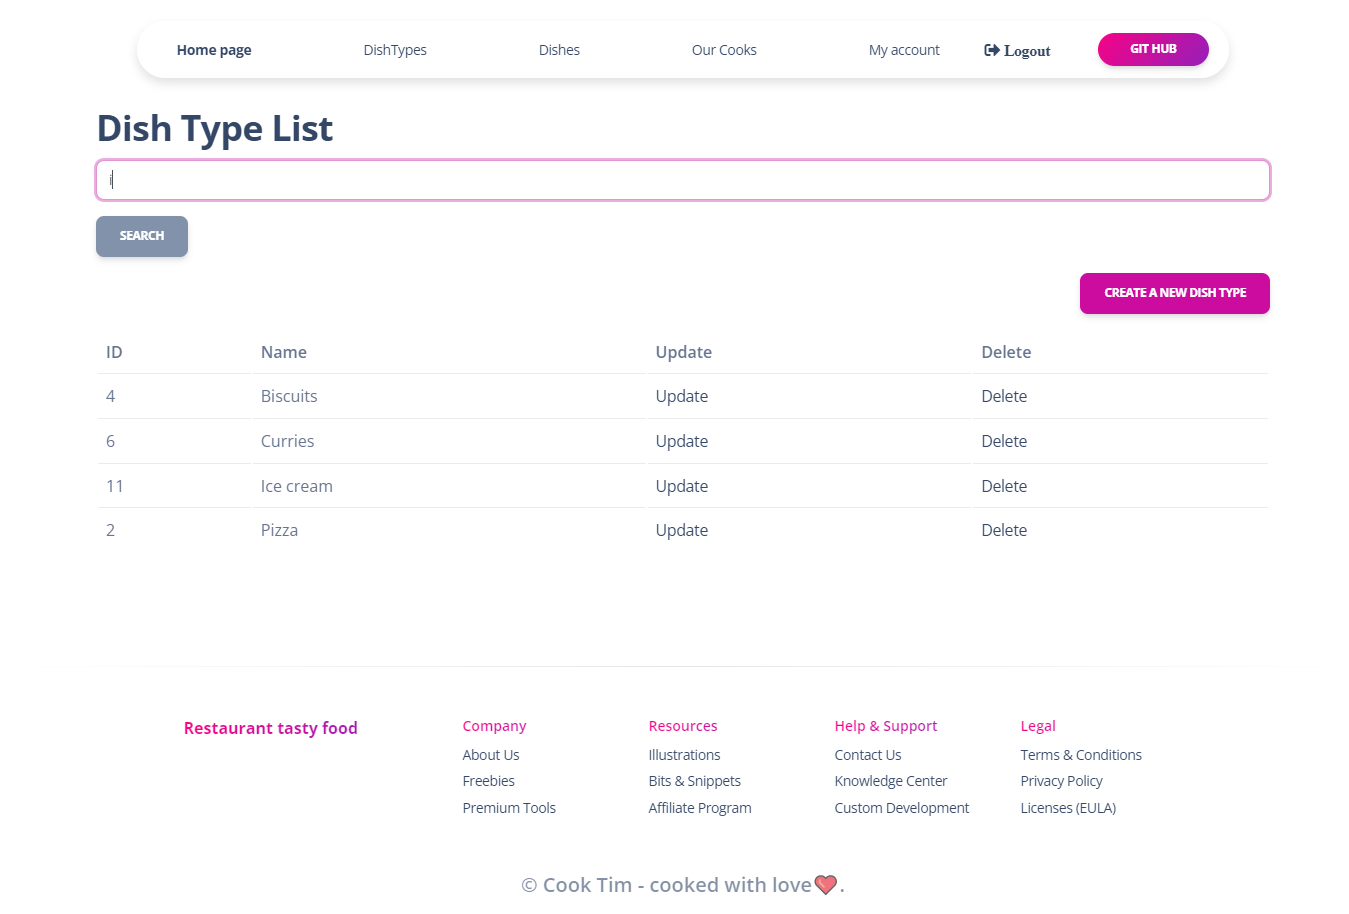 Home page DishTypes Dishes Our Cooks My account Logout GIT HUB
Dish Type List
i
SEARCH
CREATE A NEW DISH TYPE
ID Name Update Delete
4 Biscuits Update Delete
6 Curries Update Delete
11 Ice cream Update Delete
2 Pizza Update Delete
Restaurant tasty food Company Resources Help & Support Legal
About Us Illustrations Contact Us Terms & Conditions
Freebies Bits & Snippets Knowledge Center Privacy Policy
Premium Tools Affiliate Program Custom Development Licenses (EULA)
© Cook Tim - cooked with love❤.